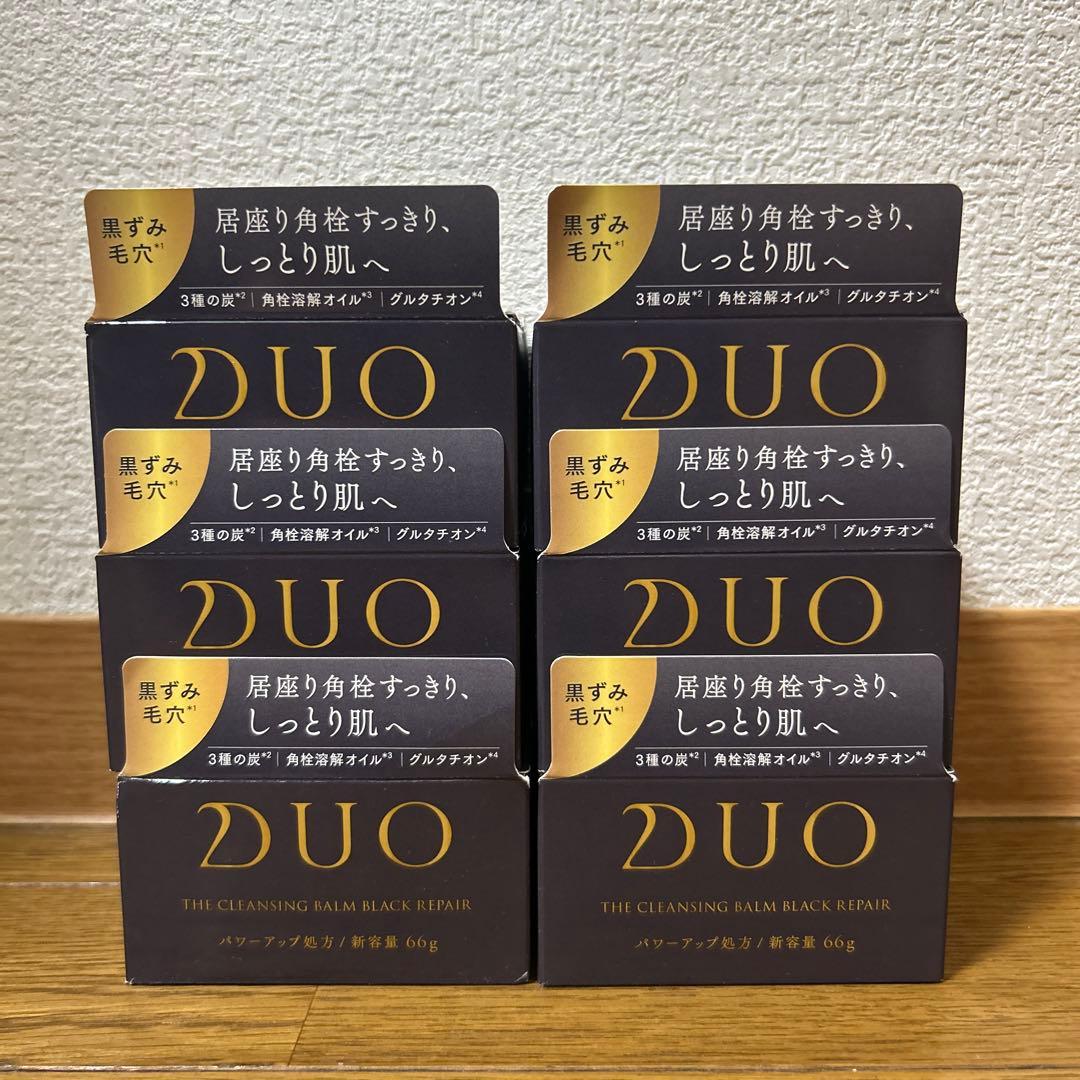 黒ずみ
毛穴*1
居座り角栓すっきり、
しっとり肌へ
3種の炭*2|角栓溶解オイル*3|グルタチオン*4
DUO
黒ずみ
毛穴*1
居座り角栓すっきり、
しっとり肌へ
3種の炭*2|角栓溶解オイル*3|グルタチオン*4
DUO
黒ずみ
毛穴*1
居座り角栓すっきり、
しっとり肌へ
3種の炭*2|角栓溶解オイル*3|グルタチオン*4
DUO
黒ずみ
毛穴*1
居座り角栓すっきり、
しっとり肌へ
3種の炭*2|角栓溶解オイル*3|グルタチオン*4
DUO
黒ずみ
毛穴*1
居座り角栓すっきり、
しっとり肌へ
3種の炭*2|角栓溶解オイル*3|グルタチオン*4
DUO
THE CLEANSING BALM BLACK REPAIR
パワーアップ処方/新容量 66g
黒ずみ
毛穴*1
居座り角栓すっきり、
しっとり肌へ
3種の炭*2|角栓溶解オイル*3|グルタチオン*4
DUO
THE CLEANSING BALM BLACK REPAIR
パワーアップ処方/新容量 66g